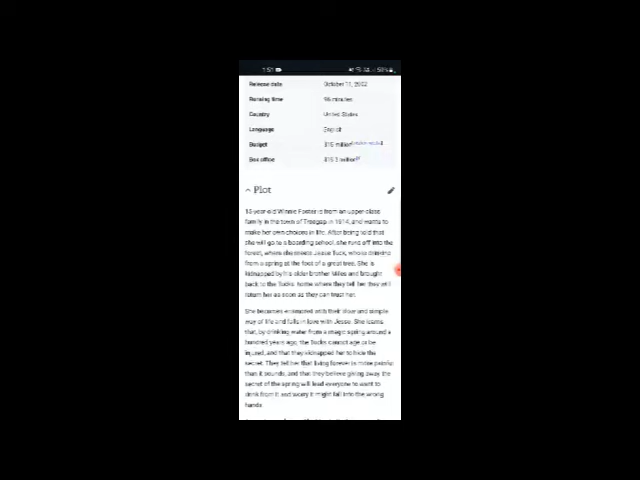 1:51
Release date October 11, 2002
Running time 96 minutes
Country United States
Language English
Budget $15 million
Box office $19.3 million
Plot
15-year-old Winnie Foster is from an upper-class
family in the town of Treegap in 1914, and wants to
make her own choices in life. After being told that
she will go to a boarding school, she runs off into the
forest, where she meets Jesse Tuck, who is drinking
from a spring at the foot of a great tree. She is
kidnapped by his older brother Miles and brought
back to the Tucks' home where they tell her they will
return her as soon as they can trust her.
She becomes enamored with their slow and simple
way of life and falls in love with Jesse. She learns
that, by drinking water from a magic spring around a
hundred years ago, the Tucks cannot age or be
injured, and that they kidnapped her to hide the
secret. They tell her that living forever is more painful
than it sounds, and that they believe giving away the
secret of the spring will lead everyone to want to
drink from it and worry it might fall into the wrong
hands.